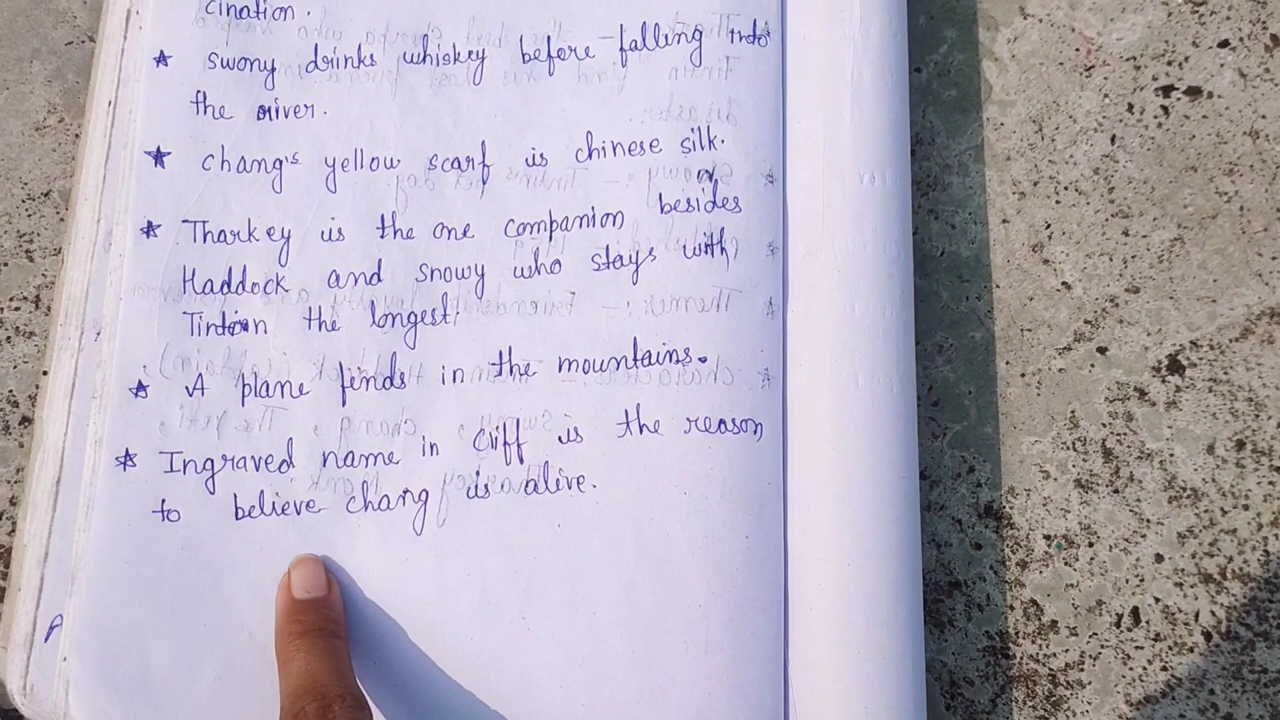 cination.
★ swony drinks whiskey before falling into
the river.
★ chang's yellow scarf is chinese silk.
★ Tharkey is the one companion besides
Haddock and snowy who stays with
Tintin the longest.
★ A plane finds in the mountains.
★ Ingraved name in cliff is the reason
to believe chang is alive.